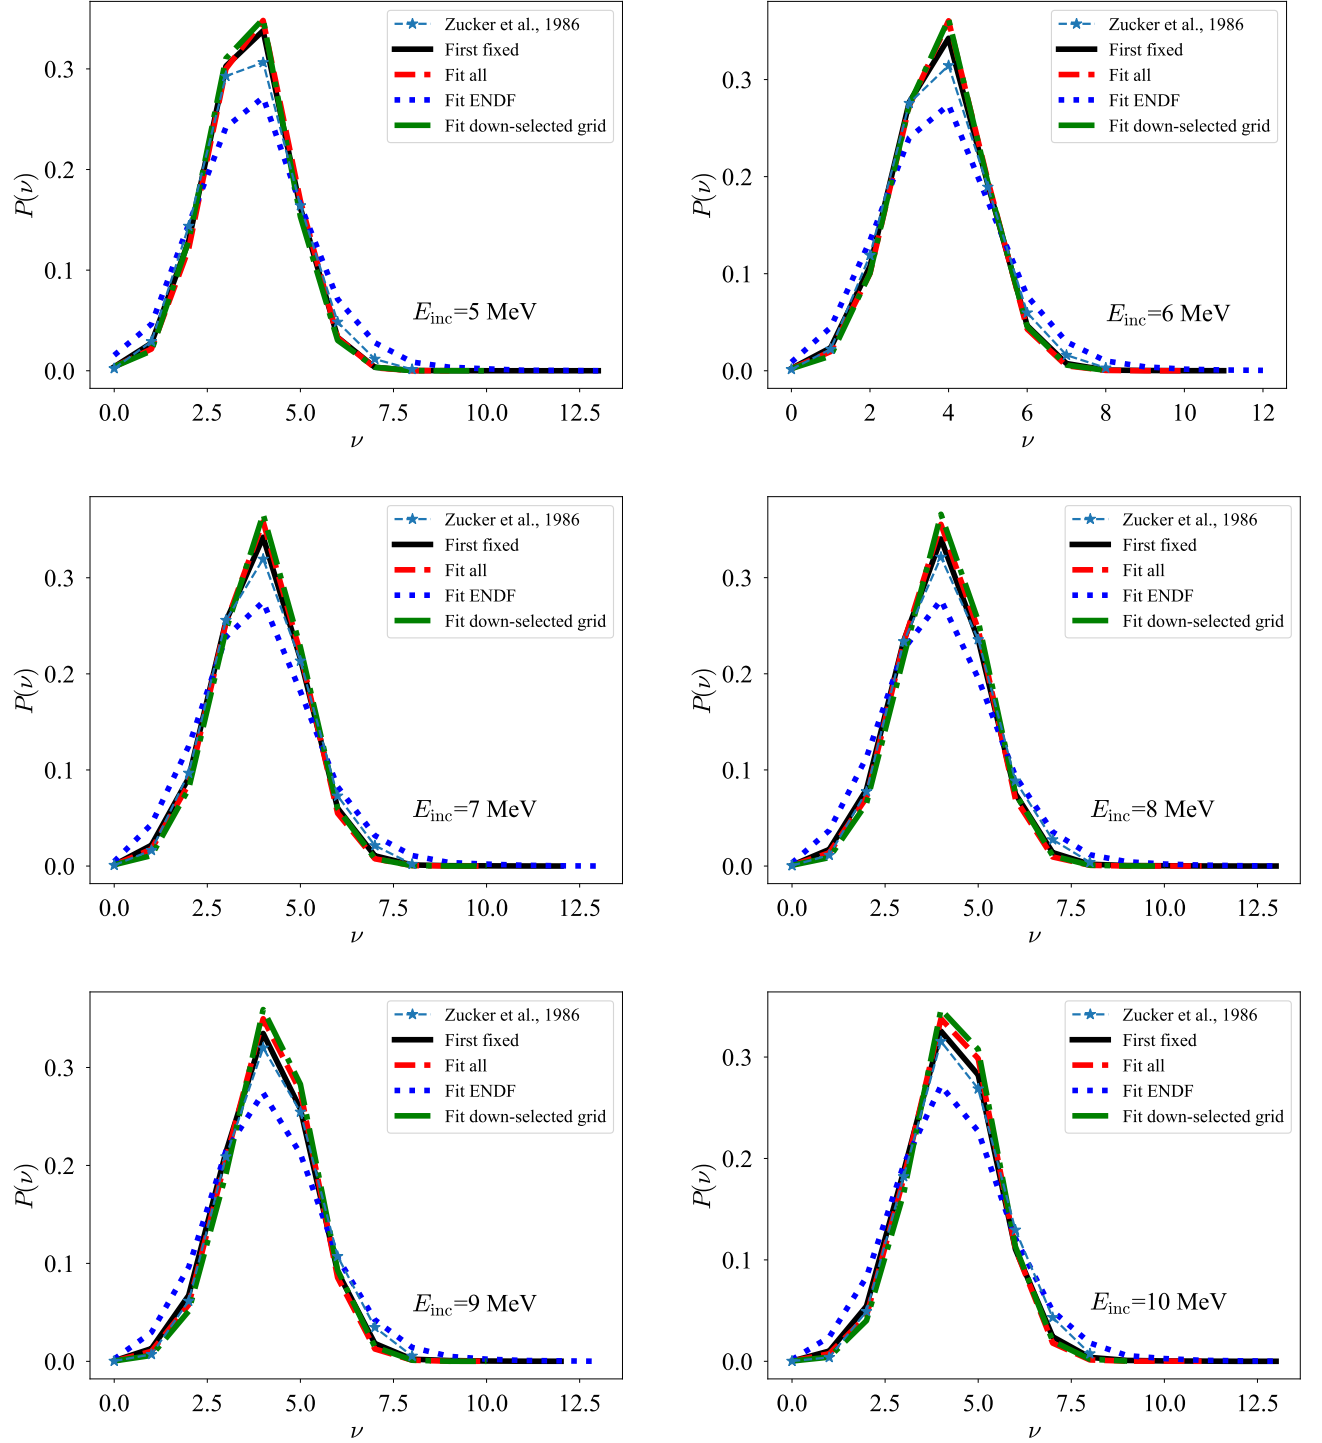 Zucker et al., 1986
First fixed
Fit all
Fit ENDF
Fit down-selected grid
0.3
0.2
0.1
0.0
P(ν)
E_inc=5 MeV
0.0 2.5 5.0 7.5 10.0 12.5
ν
Zucker et al., 1986
First fixed
Fit all
Fit ENDF
Fit down-selected grid
0.3
0.2
0.1
0.0
P(ν)
E_inc=6 MeV
0 2 4 6 8 10 12
ν
Zucker et al., 1986
First fixed
Fit all
Fit ENDF
Fit down-selected grid
0.3
0.2
0.1
0.0
P(ν)
E_inc=7 MeV
0.0 2.5 5.0 7.5 10.0 12.5
ν
Zucker et al., 1986
First fixed
Fit all
Fit ENDF
Fit down-selected grid
0.3
0.2
0.1
0.0
P(ν)
E_inc=8 MeV
0.0 2.5 5.0 7.5 10.0 12.5
ν
Zucker et al., 1986
First fixed
Fit all
Fit ENDF
Fit down-selected grid
0.3
0.2
0.1
0.0
P(ν)
E_inc=9 MeV
0.0 2.5 5.0 7.5 10.0 12.5
ν
Zucker et al., 1986
First fixed
Fit all
Fit ENDF
Fit down-selected grid
0.3
0.2
0.1
0.0
P(ν)
E_inc=10 MeV
0.0 2.5 5.0 7.5 10.0 12.5
ν